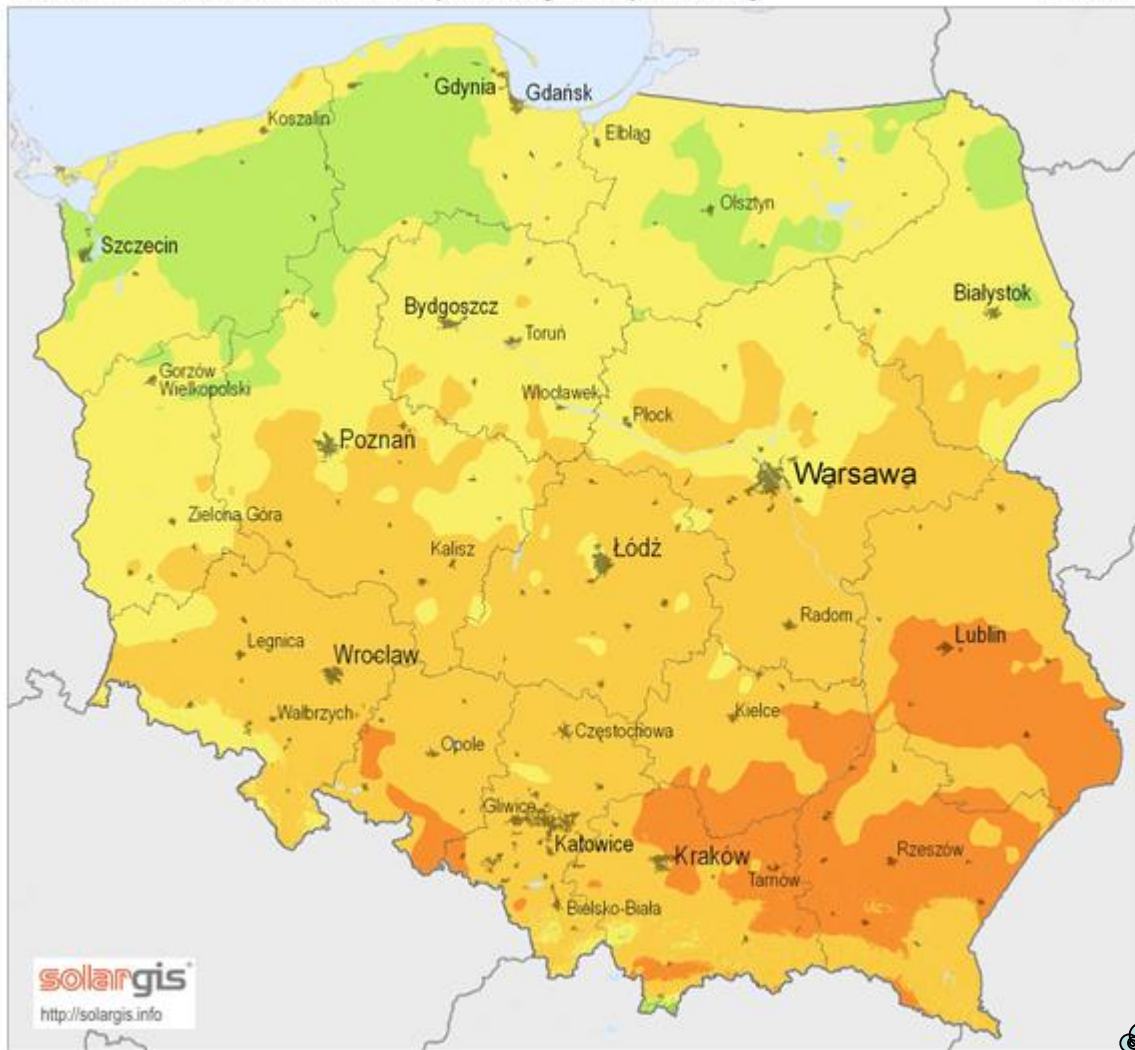 Gdynia
Gdańsk
Koszalin
Elbląg
Olsztyn
Szczecin
Białystok
Bydgoszcz
Toruń
Gorzów
Wielkopolski
Włocławek
Płock
Poznań
Warsawa
Zielona Góra
Kalisz
Łódź
Radom
Legnica
Lublin
Wrocław
Wałbrzych
Kielce
Opole
Częstochowa
Gliwice
Katowice
Kraków
Rzeszów
Tarnów
Bielsko-Biała
solargis
http://solargis.info